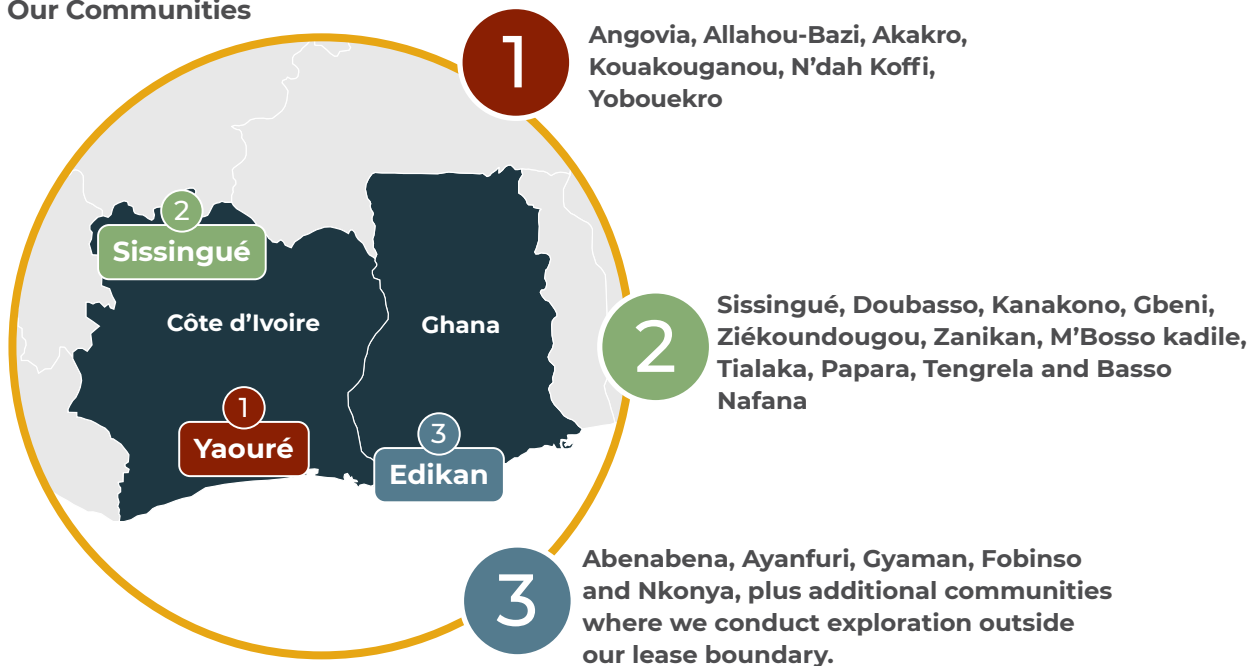 Our Communities
1
Angovia, Allahou-Bazi, Akakro,
Kouakouganou, N’dah Koffi,
Yobouekro
2
Sissingué
Côte d’Ivoire
Ghana
1
Yaouré
3
Edikan
2
Sissingué, Doubasso, Kanakono, Gbeni,
Ziékoundougou, Zanikan, M’Bosso kadile,
Tialaka, Papara, Tengrela and Basso
Nafana
3
Abenabena, Ayanfuri, Gyaman, Fobinso
and Nkonya, plus additional communities
where we conduct exploration outside
our lease boundary.